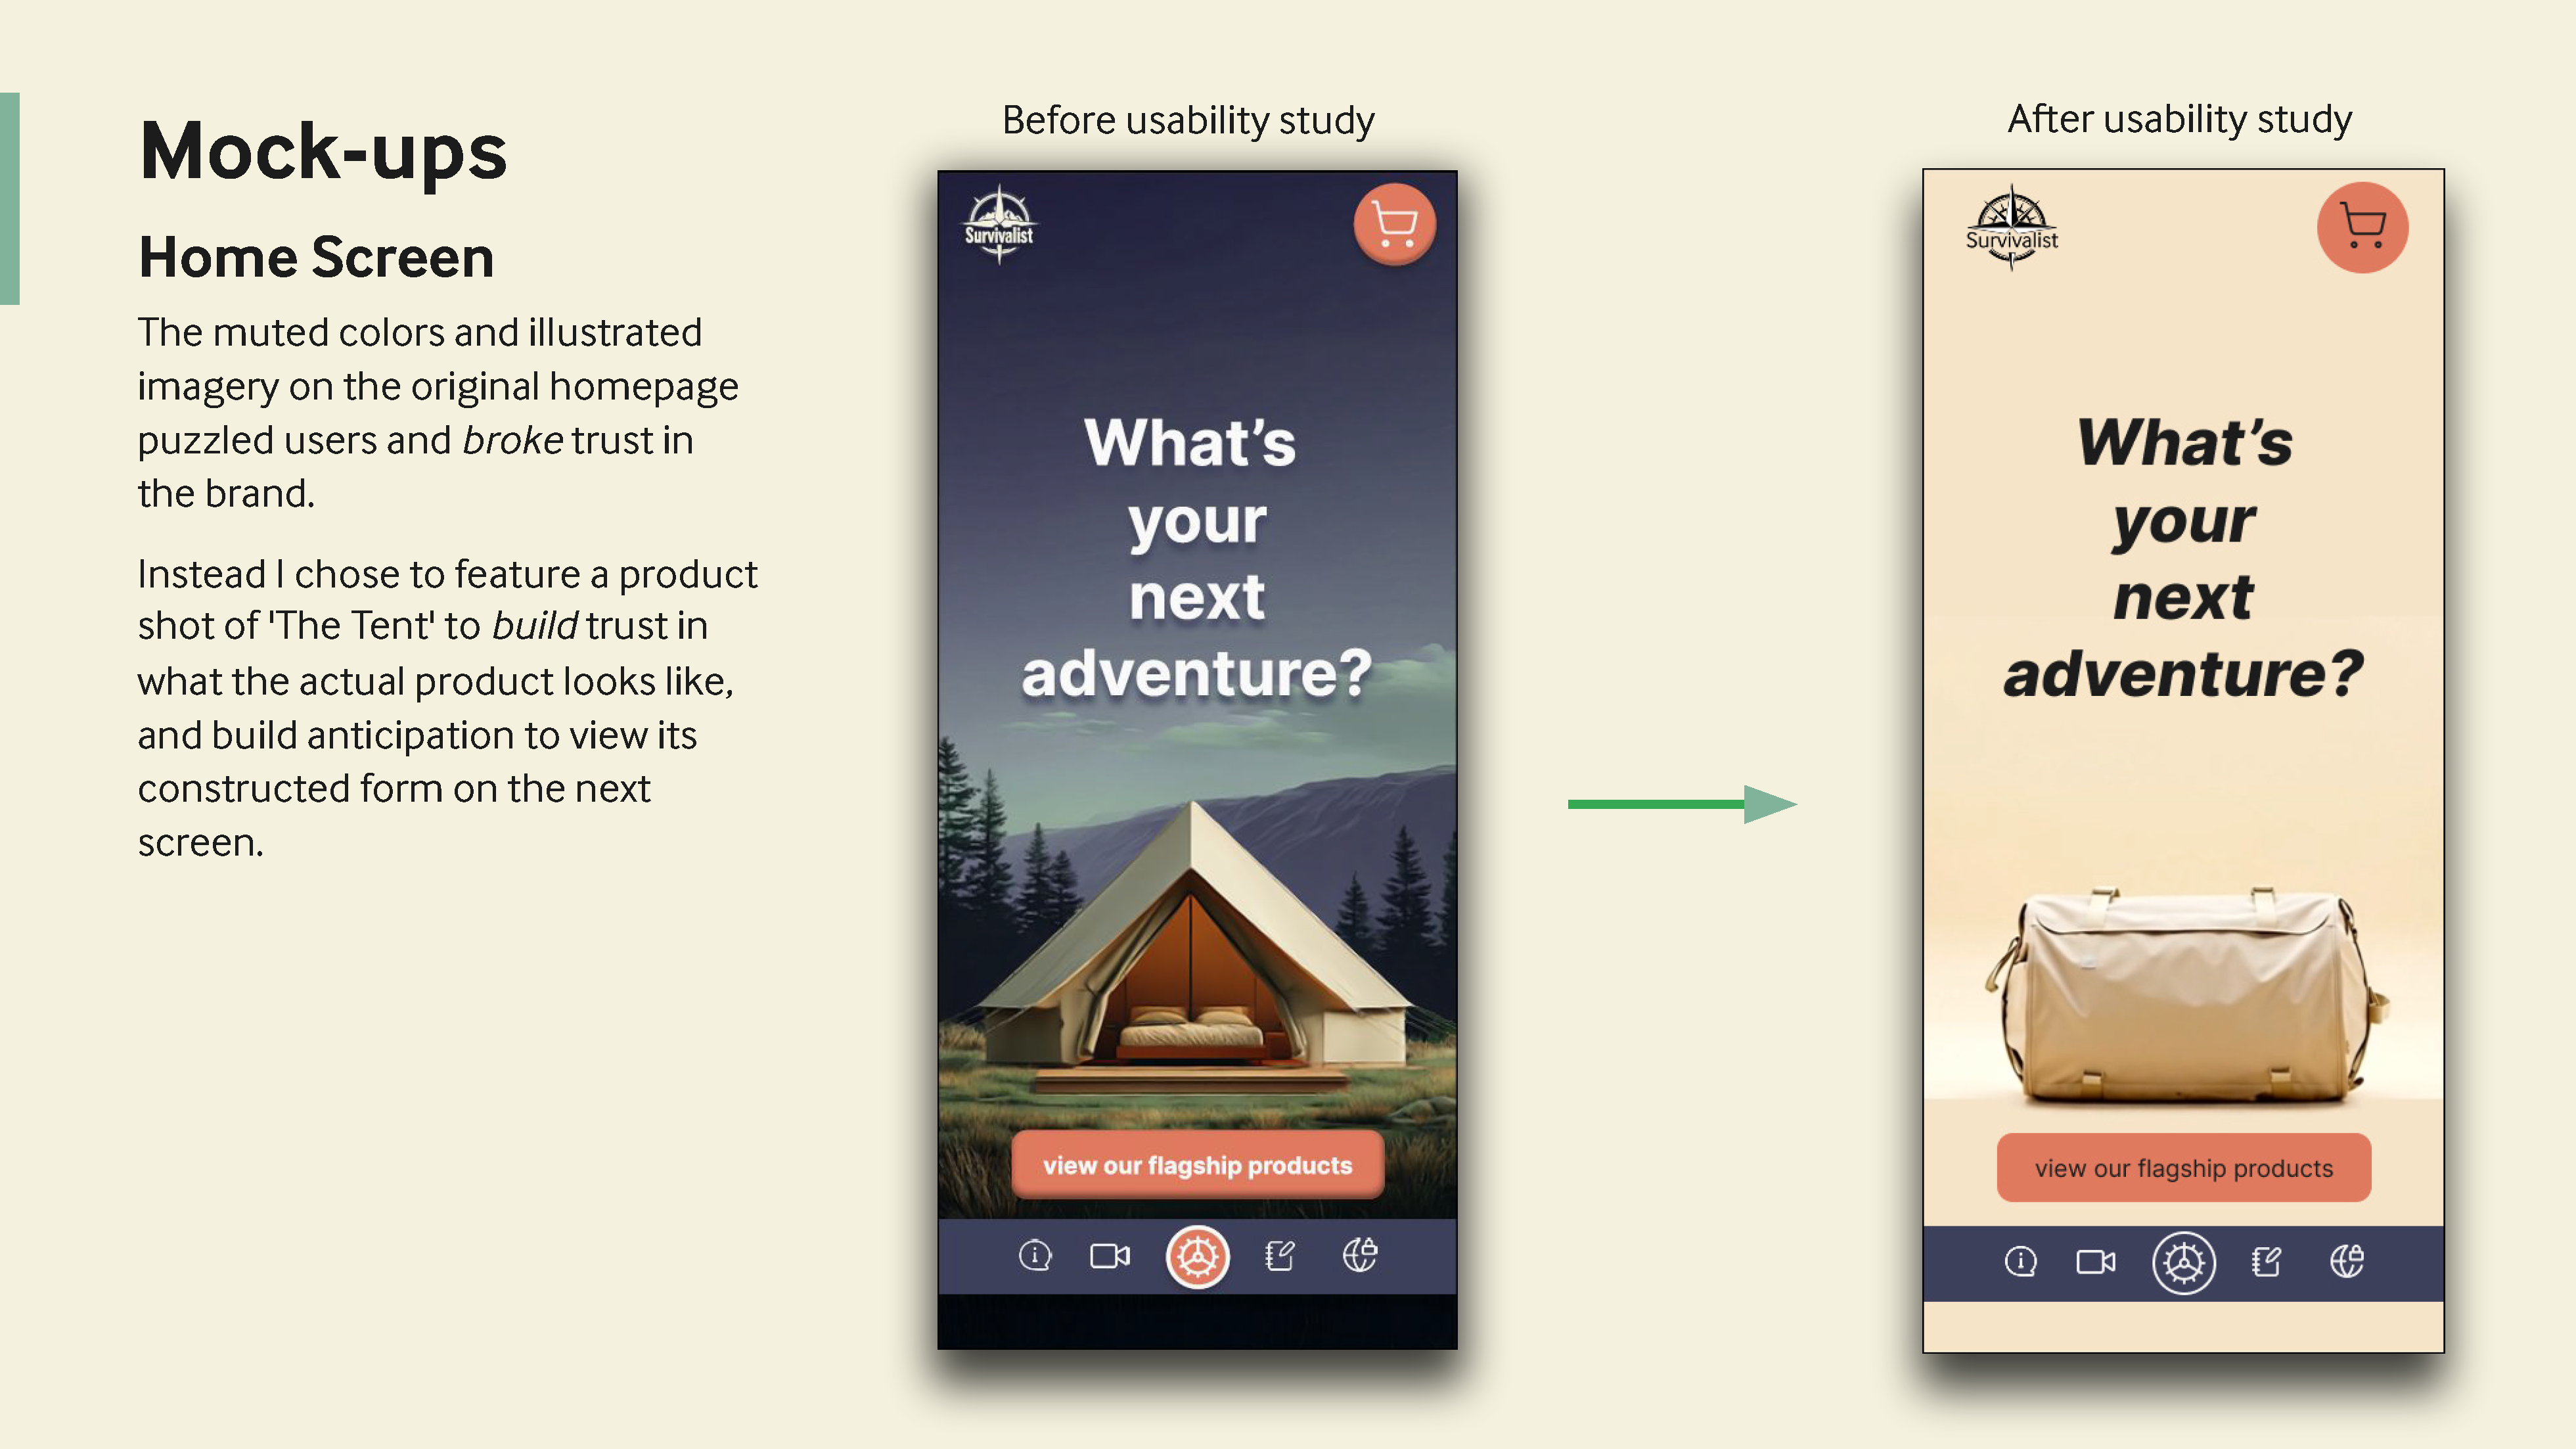 Mock-ups
Home Screen
The muted colors and illustrated
imagery on the original homepage
puzzled users and broke trust in
the brand.
Instead I chose to feature a product
shot of 'The Tent' to build trust in
what the actual product looks like,
and build anticipation to view its
constructed form on the next
screen.
Before usability study
Survivalist
What's
your
next
adventure?
view our flagship products
After usability study
Survivalist
What's
your
next
adventure?
view our flagship products